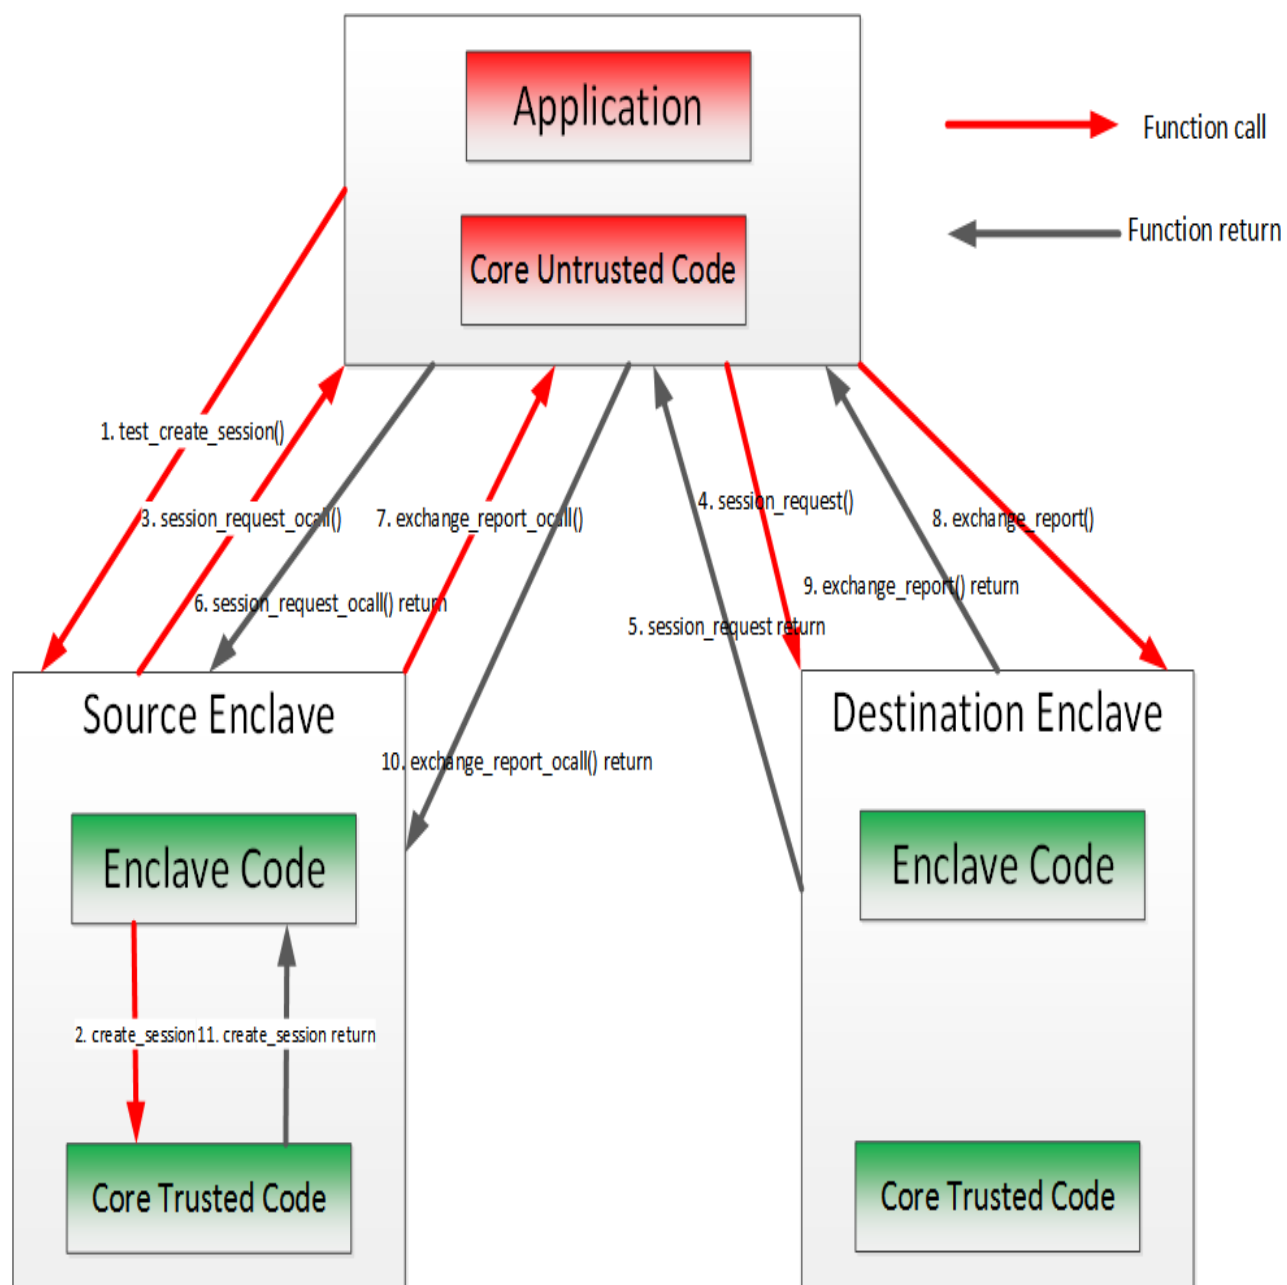 Application
Function call
Function return
Core Untrusted Code
1. test_create_session()
3. session_request_ocall()
7. exchange_report_ocall()
4. session_request()
8. exchange_report()
6. session_request_ocall() return
9. exchange_report() return
5. session_request return
Source Enclave
Destination Enclave
10. exchange_report_ocall() return
Enclave Code
Enclave Code
2. create_session
11. create_session return
Core Trusted Code
Core Trusted Code